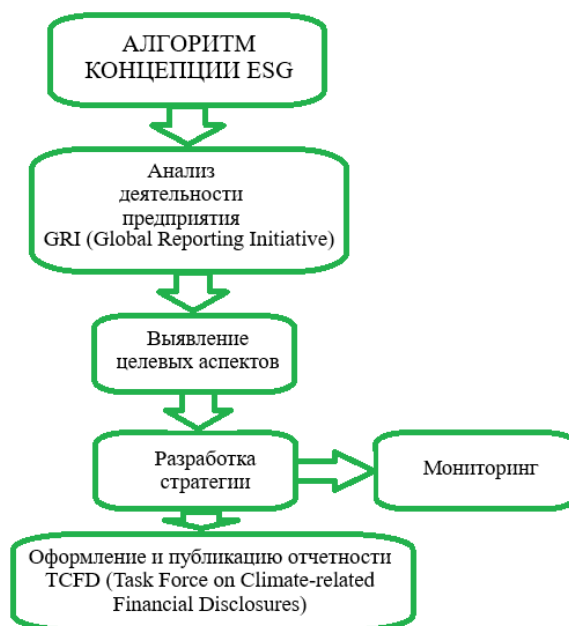 АЛГОРИТМ
КОНЦЕПЦИИ ESG
Анализ
деятельности
предприятия
GRI (Global Reporting Initiative)
Выявление
целевых аспектов
Разработка
стратегии
Мониторинг
Оформление и публикацию отчетности
TCFD (Task Force on Climate-related
Financial Disclosures)